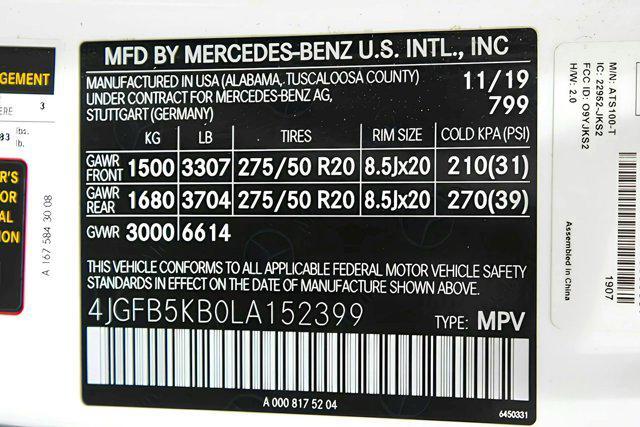 MFD BY MERCEDES-BENZ U.S. INTL., INC
MANUFACTURED IN USA (ALABAMA, TUSCALOOSA COUNTY)
UNDER CONTRACT FOR MERCEDES-BENZ AG,
STUTTGART (GERMANY)
11/19
799
KG LB TIRES RIM SIZE COLD KPA (PSI)
GAWR FRONT 1500 3307 275/50 R20 8.5Jx20 210(31)
GAWR REAR 1680 3704 275/50 R20 8.5Jx20 270(39)
GVWR 3000 6614
THIS VEHICLE CONFORMS TO ALL APPLICABLE FEDERAL MOTOR VEHICLE SAFETY
STANDARDS IN EFFECT ON THE DATE OF MANUFACTURE SHOWN ABOVE.
4JGFB5KB0LA152399 TYPE: MPV
A 000 817 52 04
6450331
AGEMENT
3
lbs.
lb.
A 167 584 30 08
M/N: ATS100-T
IC: 22952-JKS2
FCC ID: O9YJKS2
H/W: 2.0
Assembled in China
1907